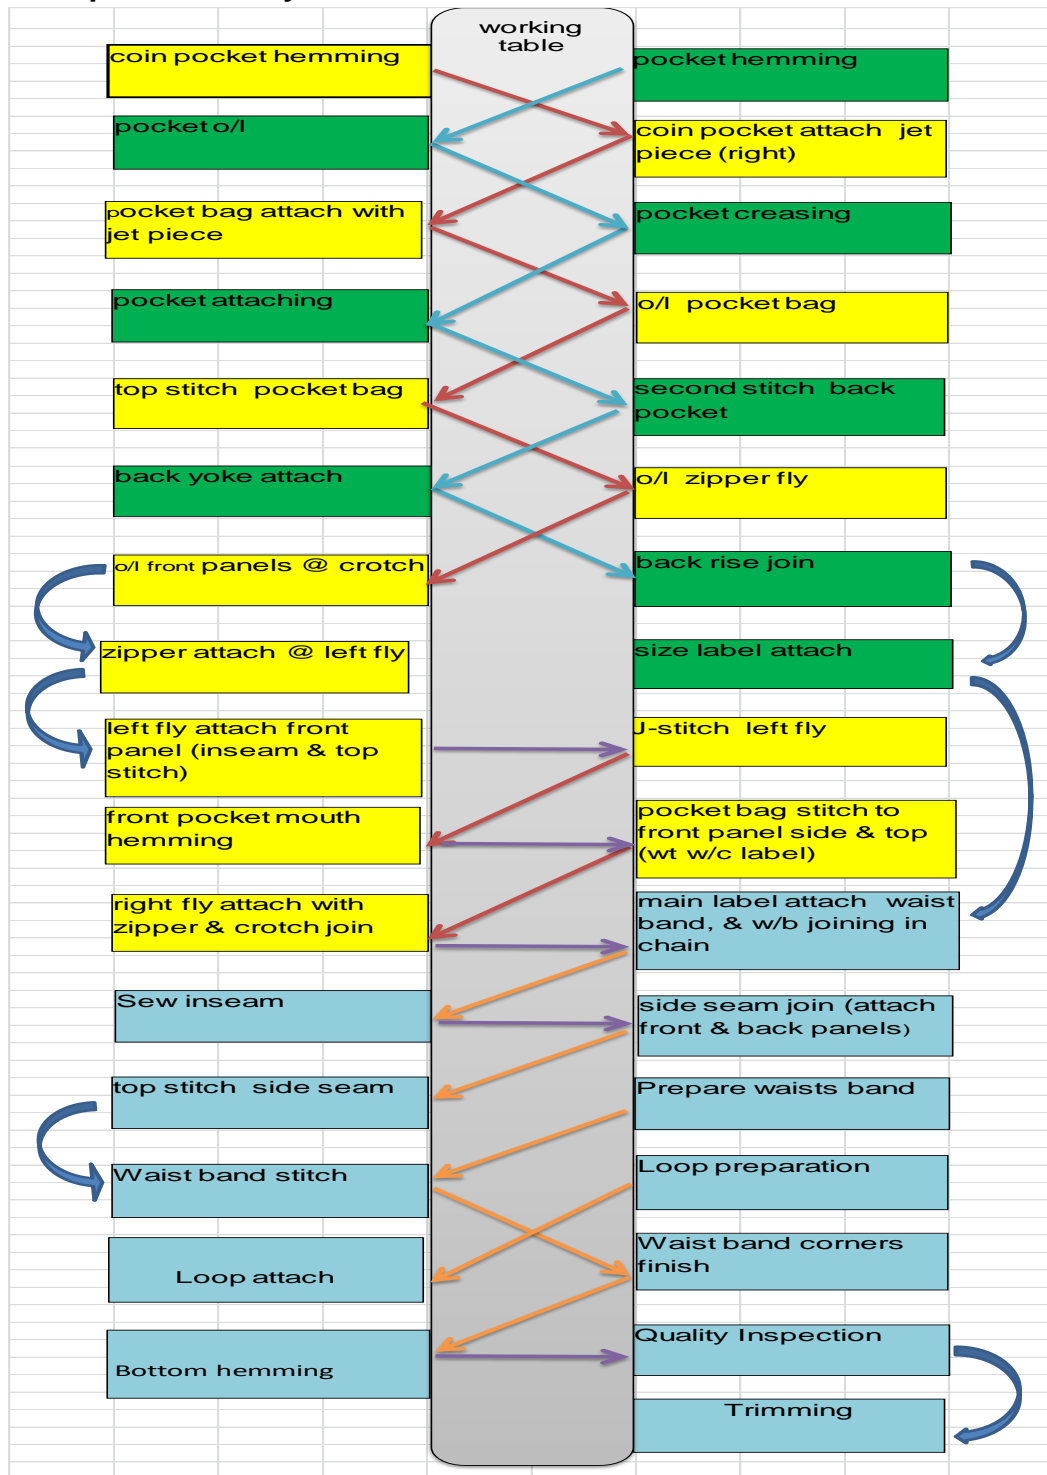 working
table
coin pocket hemming
pocket hemming
pocket o/l
coin pocket attach jet
piece (right)
pocket bag attach with
jet piece
pocket creasing
pocket attaching
o/l pocket bag
top stitch pocket bag
second stitch back
pocket
back yoke attach
o/l zipper fly
o/l front panels @ crotch
back rise join
zipper attach @ left fly
size label attach
left fly attach front
panel (inseam & top
stitch)
J-stitch left fly
front pocket mouth
hemming
pocket bag stitch to
front panel side & top
(wt w/c label)
right fly attach with
zipper & crotch join
main label attach waist
band, & w/b joining in
chain
Sew inseam
side seam join (attach
front & back panels)
top stitch side seam
Prepare waists band
Waist band stitch
Loop preparation
Loop attach
Waist band corners
finish
Bottom hemming
Quality Inspection
Trimming